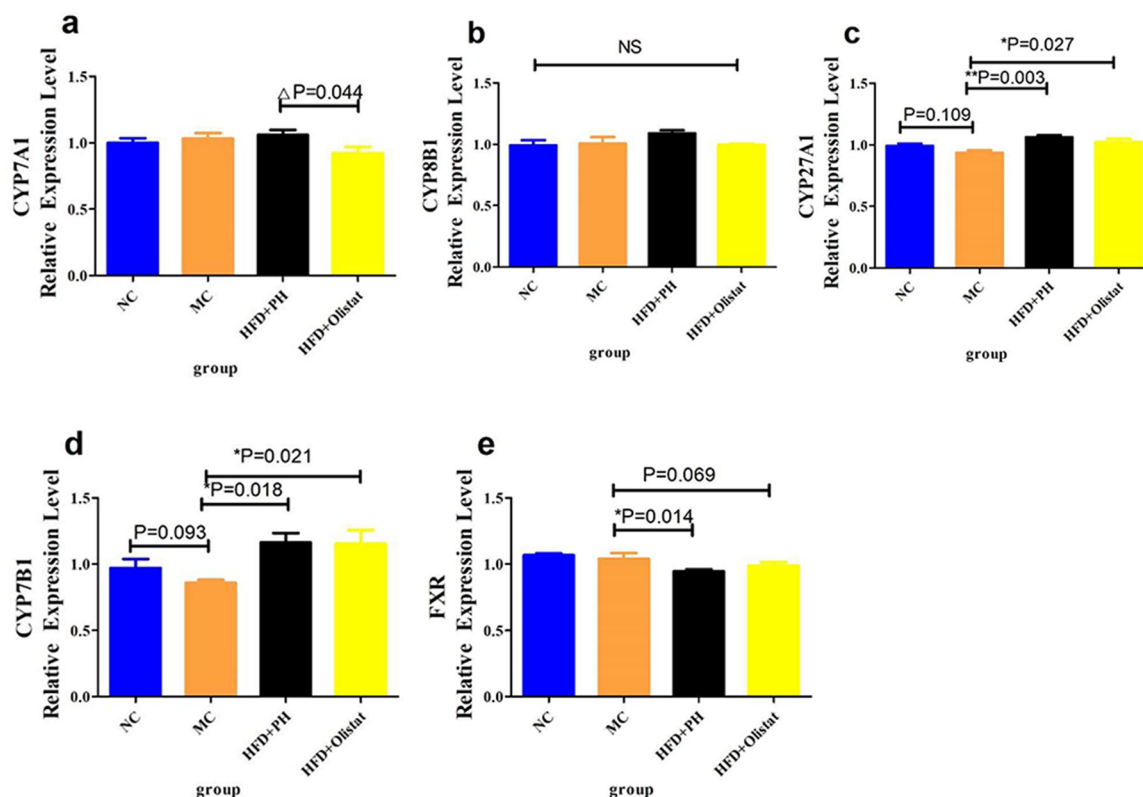 a
CYP7A1
Relative Expression Level
1.5
1.0
0.5
0.0
△ P=0.044
NC
MC
HFD+PH
HFD+Olistat
group
b
CYP8B1
Relative Expression Level
1.5
1.0
0.5
0.0
NS
NC
MC
HFD+PH
HFD+Olistat
group
c
CYP27A1
Relative Expression Level
1.5
1.0
0.5
0.0
*P=0.027
**P=0.003
P=0.109
NC
MC
HFD+PH
HFD+Olistat
group
d
CYP7B1
Relative Expression Level
1.5
1.0
0.5
0.0
*P=0.021
*P=0.018
P=0.093
NC
MC
HFD+PH
HFD+Olistat
group
e
FXR
Relative Expression Level
1.5
1.0
0.5
0.0
P=0.069
*P=0.014
NC
MC
HFD+PH
HFD+Olistat
group